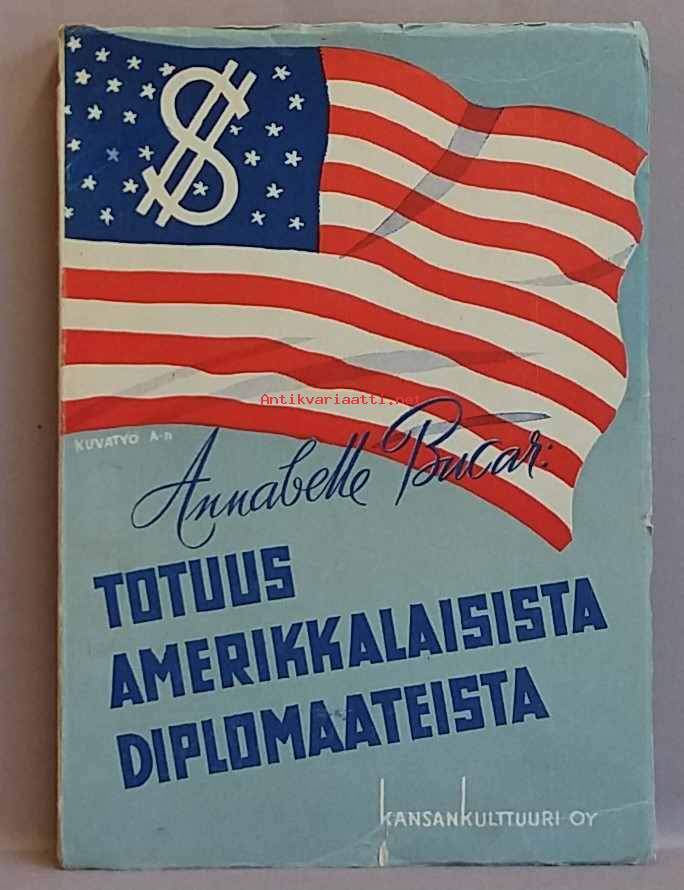 $
Antikvariaatti.net
KUVATYÖ A-n
Annabelle Bucar:
TOTUUS
AMERIKKALAISISTA
DIPLOMAATEISTA
KANSANKULTTUURI OY